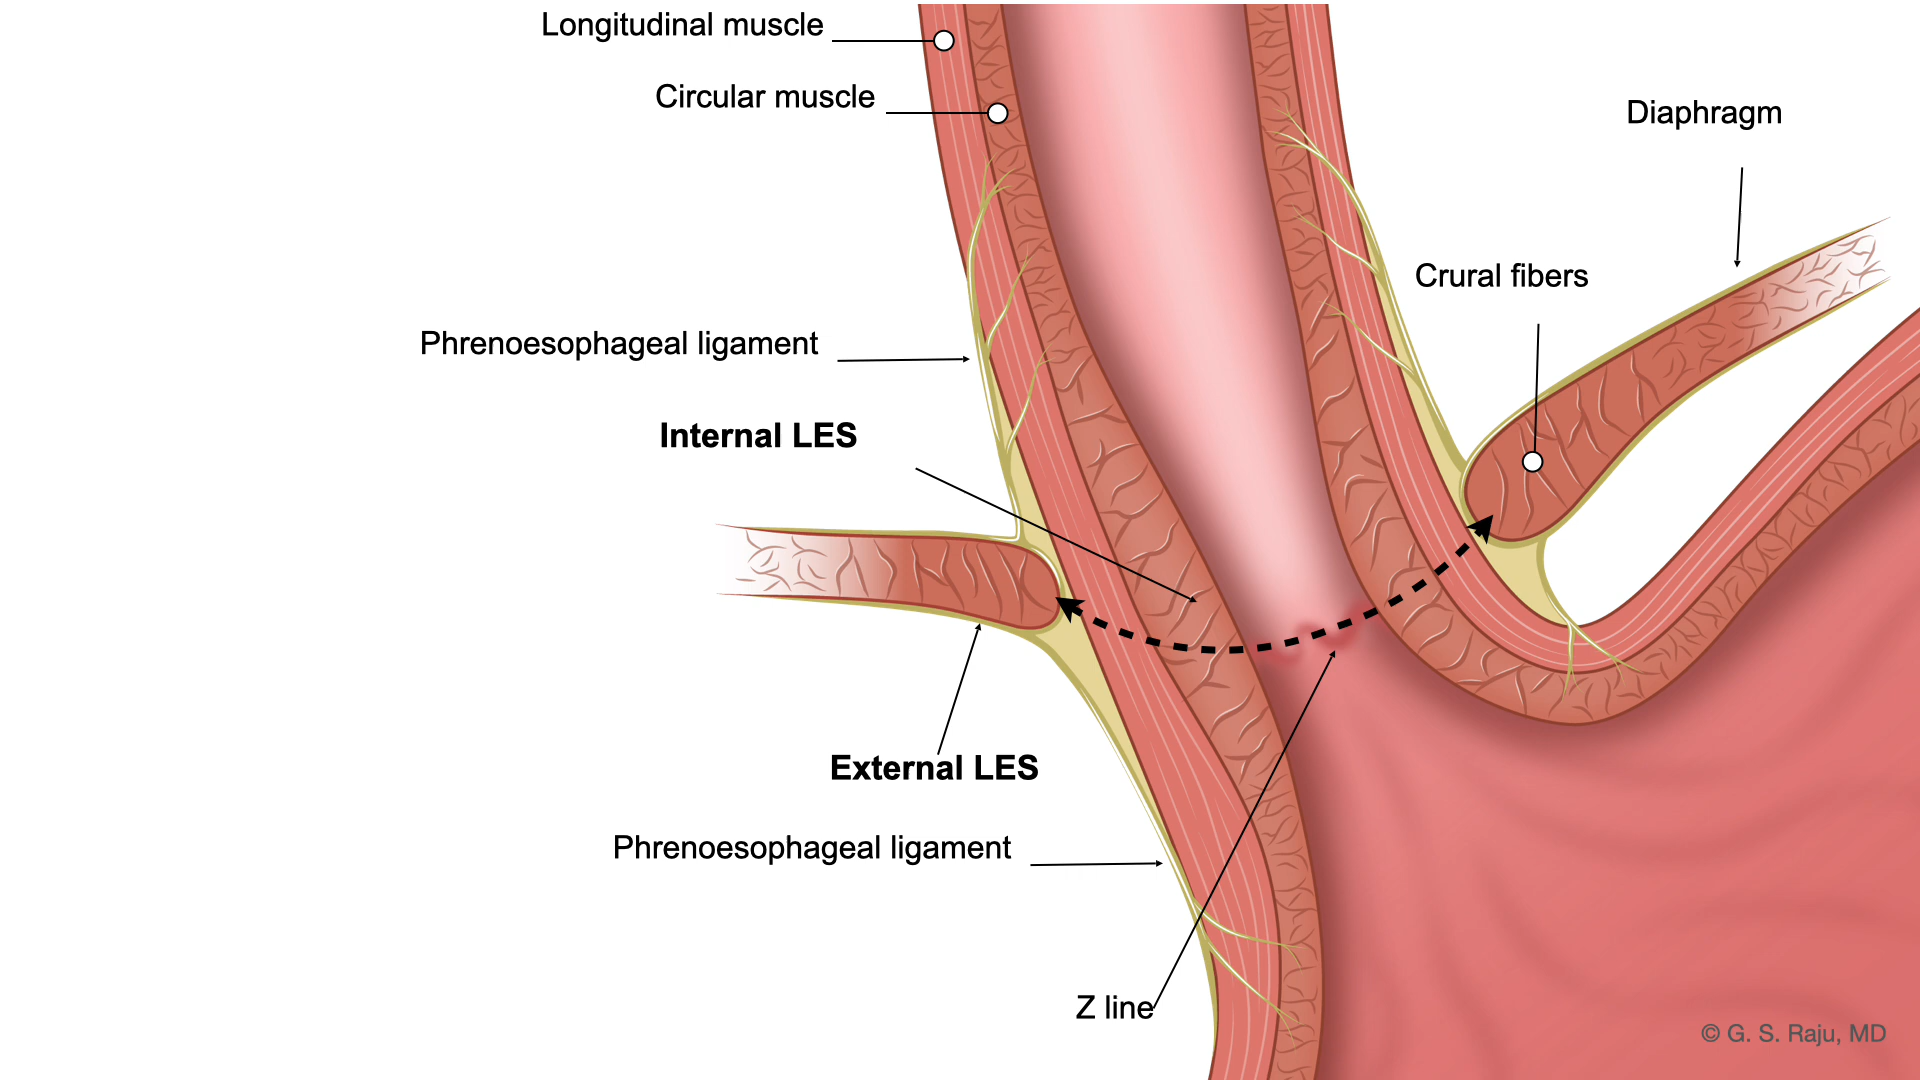 Longitudinal muscle
Circular muscle
Diaphragm
Crural fibers
Phrenoesophageal ligament
Internal LES
External LES
Phrenoesophageal ligament
Z line
© G. S. Raju, MD